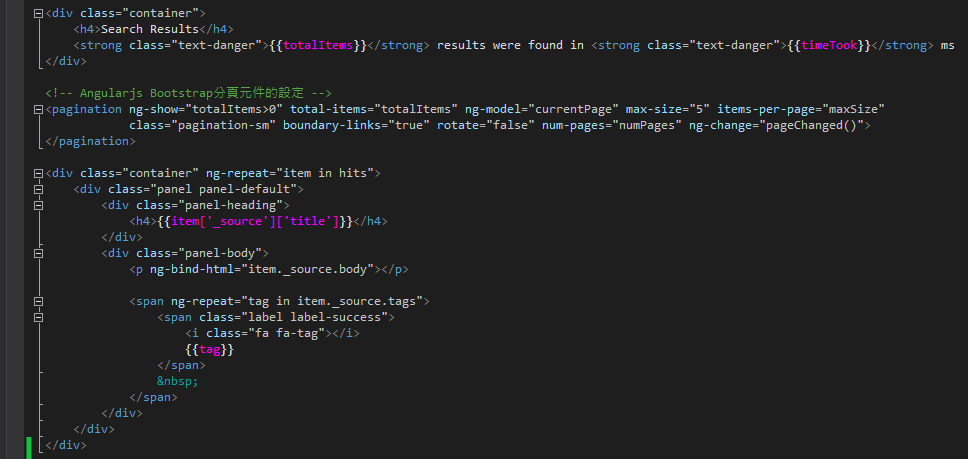 <div class="container">
<h4>Search Results</h4>
<strong class="text-danger">{{totalItems}}</strong> results were found in <strong class="text-danger">{{timeTook}}</strong> ms
</div>
<!-- Angularjs Bootstrap分頁元件的設定 -->
<pagination ng-show="totalItems>0" total-items="totalItems" ng-model="currentPage" max-size="5" items-per-page="maxSize"
class="pagination-sm" boundary-links="true" rotate="false" num-pages="numPages" ng-change="pageChanged()">
</pagination>
<div class="container" ng-repeat="item in hits">
<div class="panel panel-default">
<div class="panel-heading">
<h4>{{item['_source']['title']}}</h4>
</div>
<div class="panel-body">
<p ng-bind-html="item._source.body"></p>
<span ng-repeat="tag in item._source.tags">
<span class="label label-success">
<i class="fa fa-tag"></i>
{{tag}}
</span>
&nbsp;
</span>
</div>
</div>
</div>